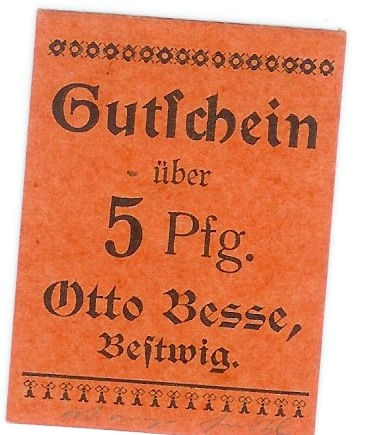 Gutſchein
über
5 Pfg.
Otto Besse,
Beſtwig.